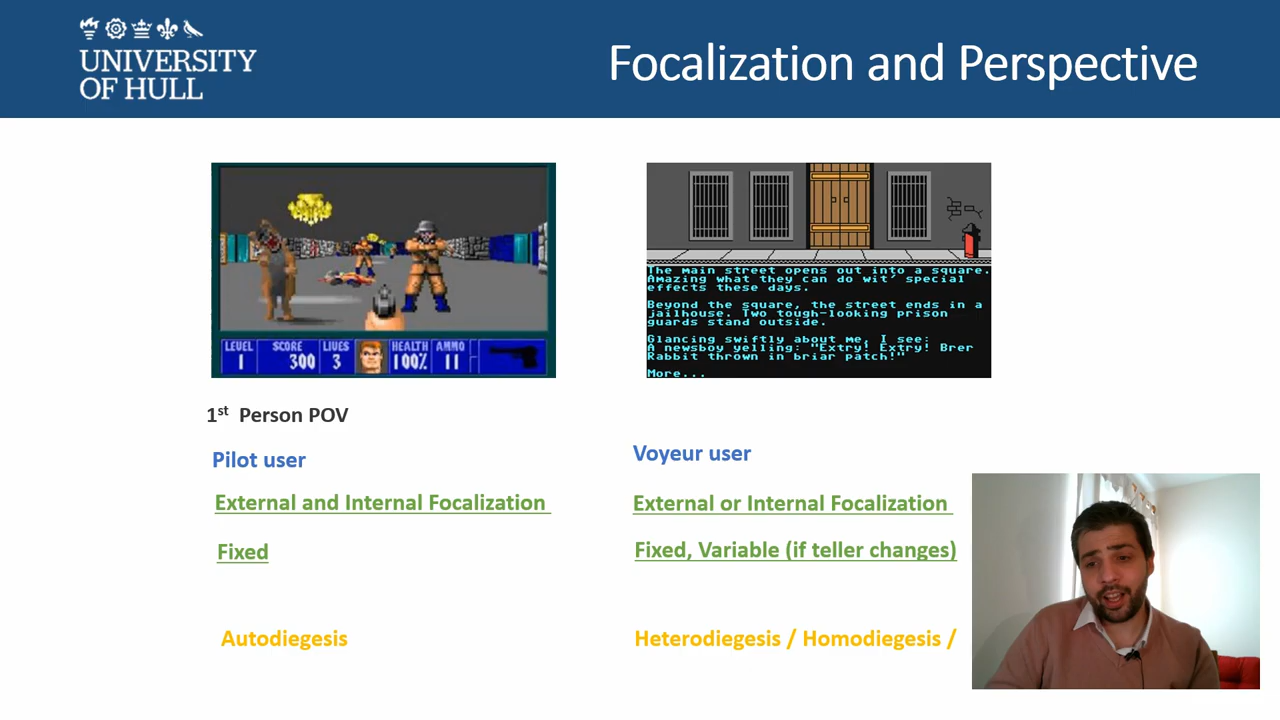 UNIVERSITY
OF HULL
Focalization and Perspective
LEVEL SCORE LIVES HEALTH AMMO
1 300 3 100% 11
The main street opens out into a square.
Amazing what they can do wit' special
effects these days.
Beyond the square, the street ends in a
jailhouse. Two tough-looking prison
guards stand outside.
Glancing swiftly about me, I see:
A newsboy yelling: "Extry! Extry! Brer
Rabbit thrown in briar patch!"
More...
1st Person POV
Pilot user
Voyeur user
External and Internal Focalization
External or Internal Focalization
Fixed
Fixed, Variable (if teller changes)
Autodiegesis
Heterodiegesis / Homodiegesis /